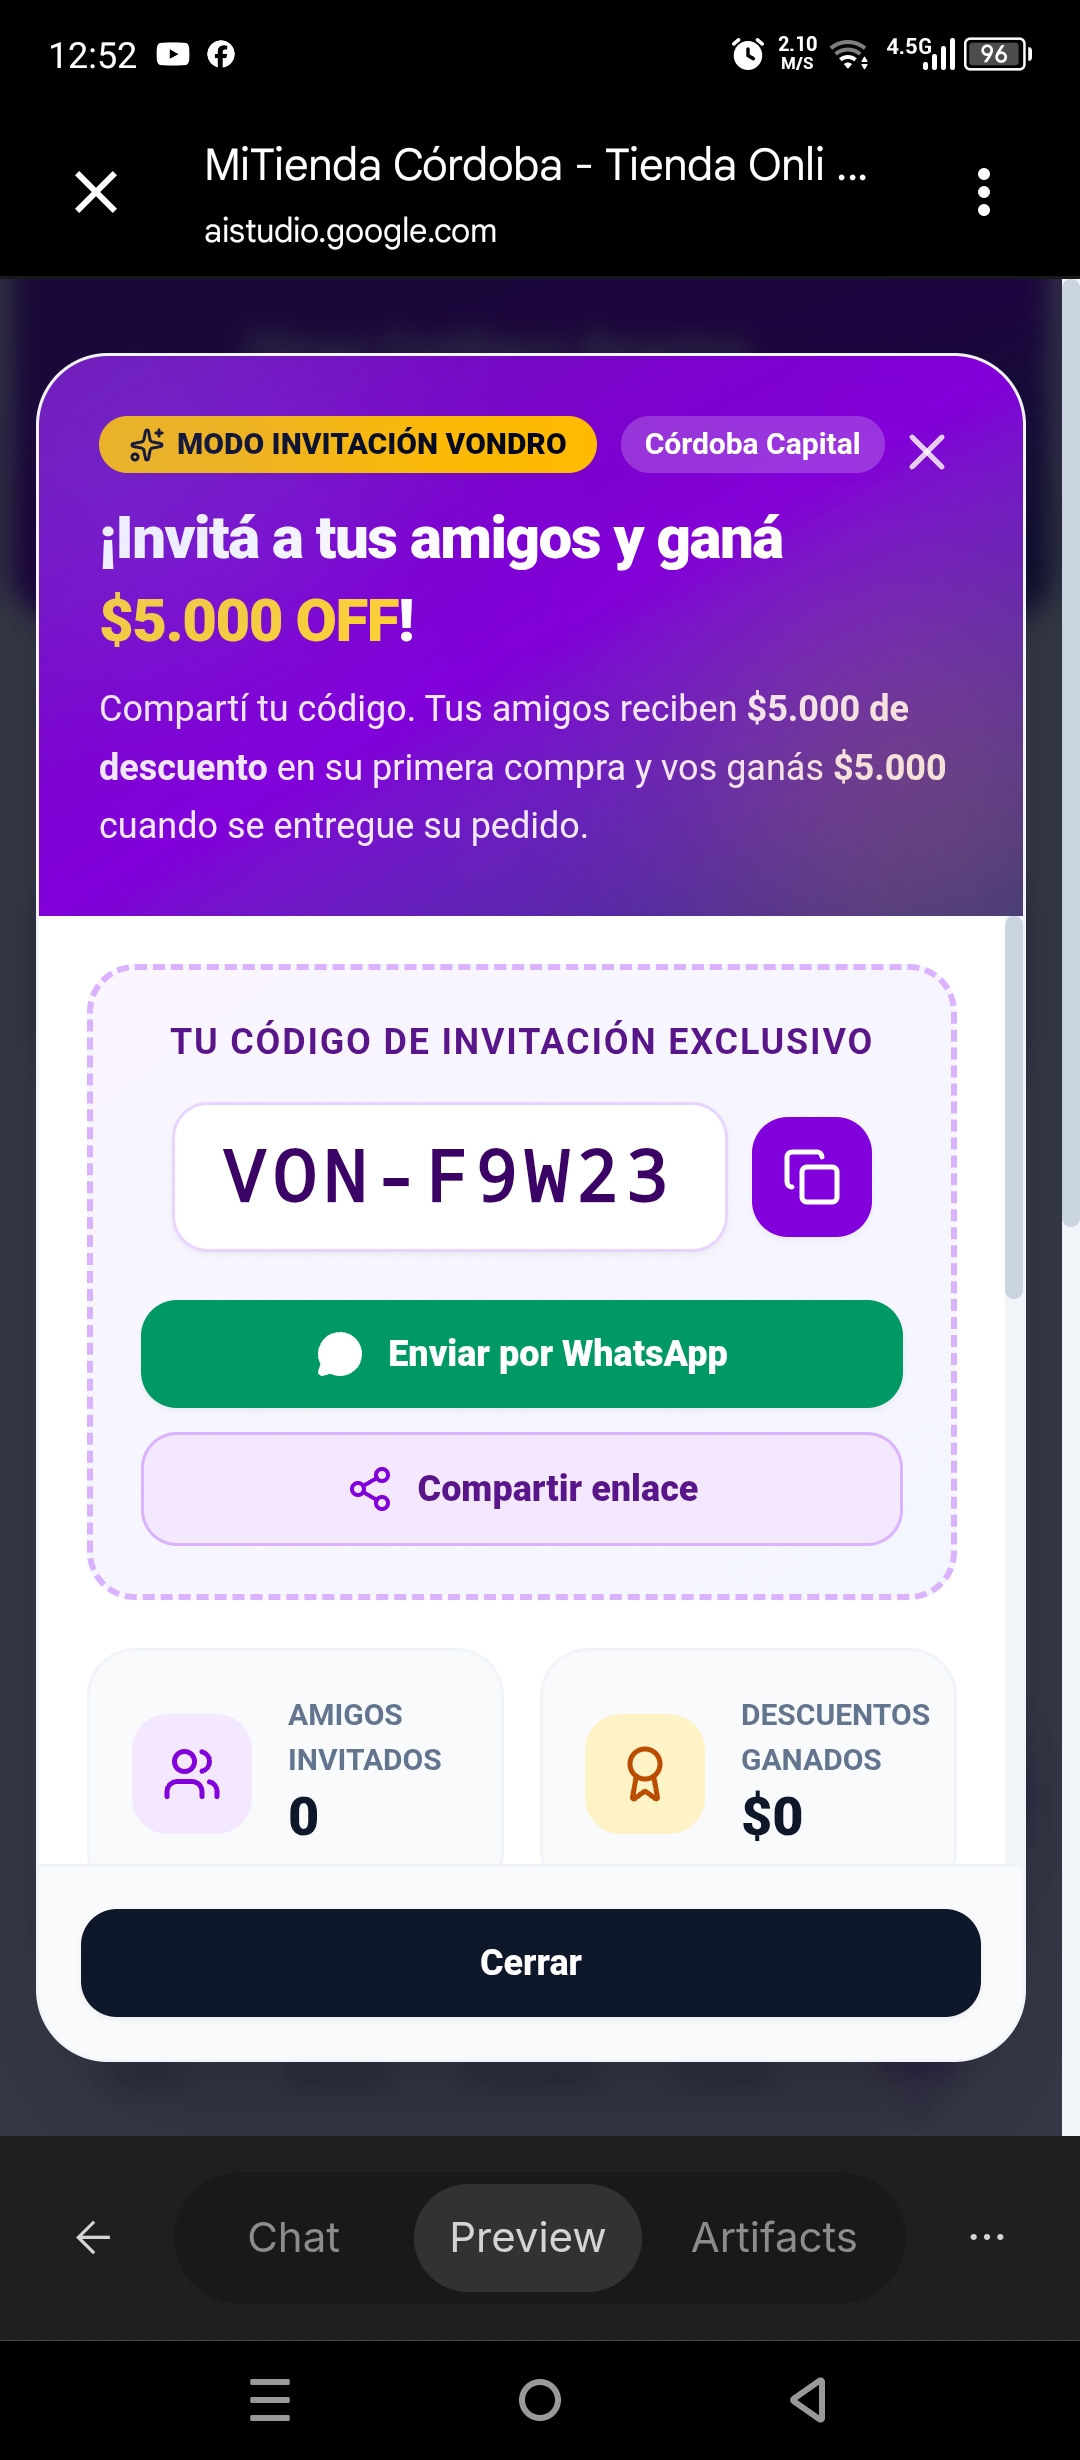 12:52
2.10
M/S
4.5G
96
MiTienda Córdoba - Tienda Onli ...
aistudio.google.com
MODO INVITACIÓN VONDRO
Córdoba Capital
¡Invitá a tus amigos y ganá
$5.000 OFF!
Compartí tu código. Tus amigos reciben $5.000 de
descuento en su primera compra y vos ganás $5.000
cuando se entregue su pedido.
TU CÓDIGO DE INVITACIÓN EXCLUSIVO
VON-F9W23
Enviar por WhatsApp
Compartir enlace
AMIGOS
INVITADOS
0
DESCUENTOS
GANADOS
$0
Cerrar
Chat
Preview
Artifacts